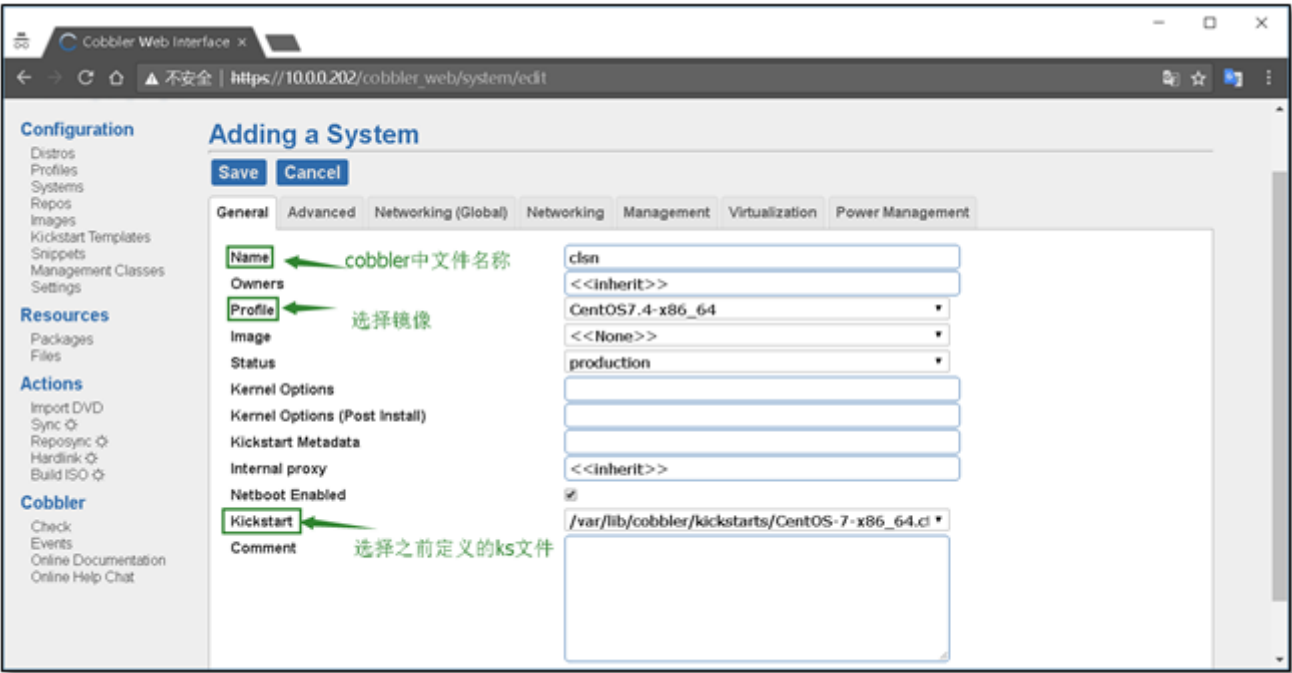 Cobbler Web Interface ×
不安全 | https://10.0.0.202/cobbler_web/system/edit
Configuration
Distros
Profiles
Systems
Repos
Images
Kickstart Templates
Snippets
Management Classes
Settings
Resources
Packages
Files
Actions
Import DVD
Sync
Reposync
Hardlink
Build ISO
Cobbler
Check
Events
Online Documentation
Online Help Chat
Adding a System
Save Cancel
General Advanced Networking (Global) Networking Management Virtualization Power Management
Name cobbler中文件名称 clsn
Owners <<inherit>>
Profile 选择镜像 CentOS7.4-x86_64
Image <<None>>
Status production
Kernel Options
Kernel Options (Post Install)
Kickstart Metadata
Internal proxy <<inherit>>
Netboot Enabled
Kickstart /var/lib/cobbler/kickstarts/CentOS-7-x86_64.cf
Comment 选择之前定义的ks文件